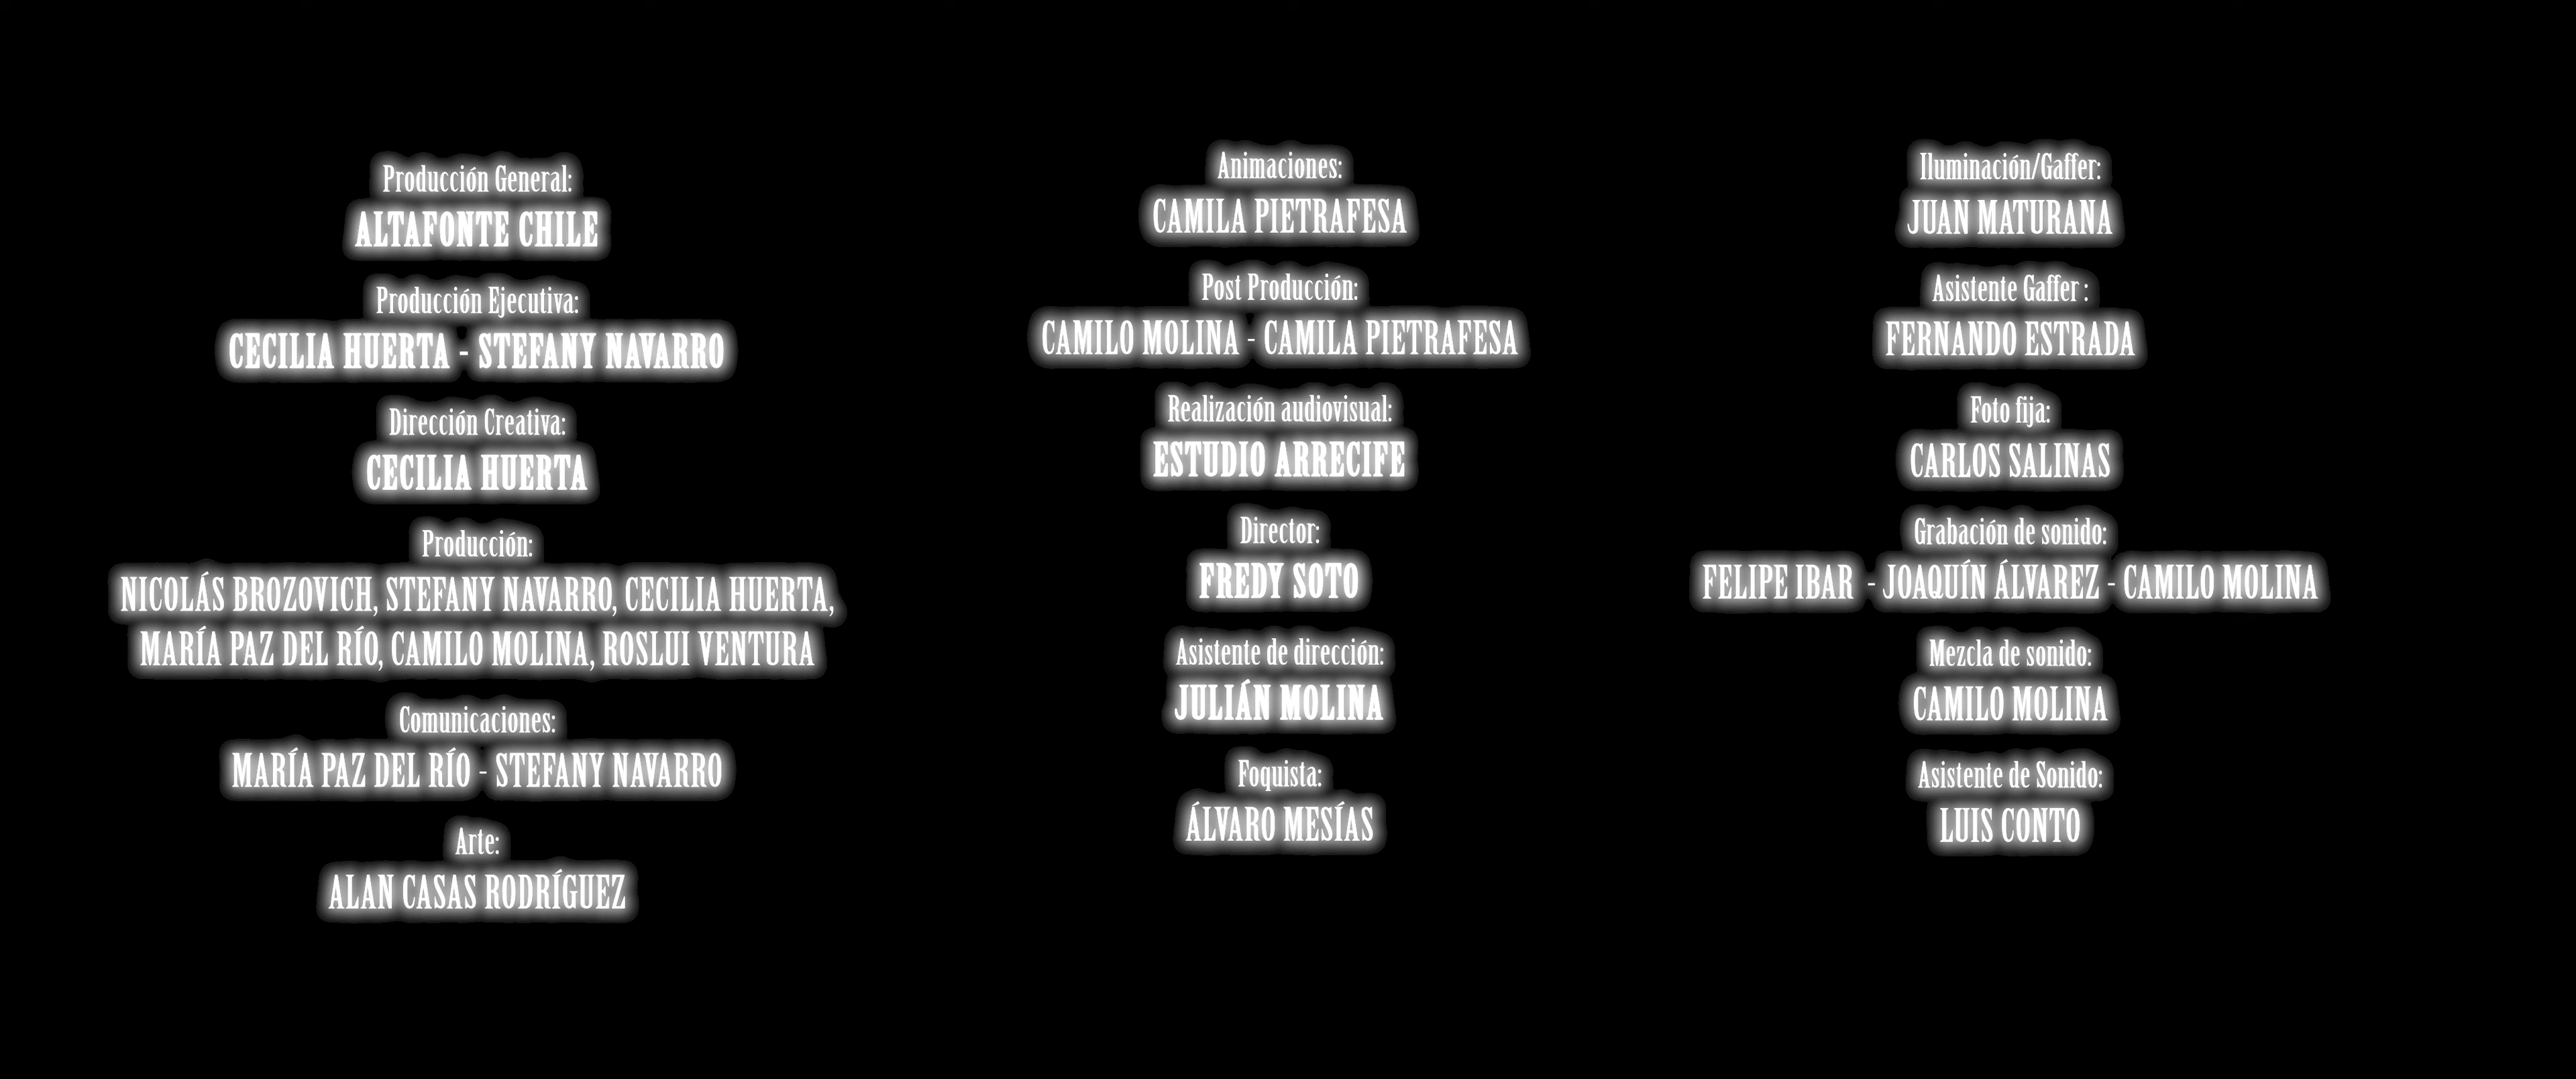 Producción General:
ALTAFONTE CHILE
Producción Ejecutiva:
CECILIA HUERTA - STEFANY NAVARRO
Dirección Creativa:
CECILIA HUERTA
Producción:
NICOLÁS BROZOVICH, STEFANY NAVARRO, CECILIA HUERTA,
MARÍA PAZ DEL RÍO, CAMILO MOLINA, ROSLUI VENTURA
Comunicaciones:
MARÍA PAZ DEL RÍO - STEFANY NAVARRO
Arte:
ALAN CASAS RODRÍGUEZ
Animaciones:
CAMILA PIETRAFESA
Post Producción:
CAMILO MOLINA - CAMILA PIETRAFESA
Realización audiovisual:
ESTUDIO ARRECIFE
Director:
FREDY SOTO
Asistente de dirección:
JULIÁN MOLINA
Foquista:
ÁLVARO MESÍAS
Iluminación/Gaffer:
JUAN MATURANA
Asistente Gaffer :
FERNANDO ESTRADA
Foto fija:
CARLOS SALINAS
Grabación de sonido:
FELIPE IBAR - JOAQUÍN ÁLVAREZ - CAMILO MOLINA
Mezcla de sonido:
CAMILO MOLINA
Asistente de Sonido:
LUIS CONTO